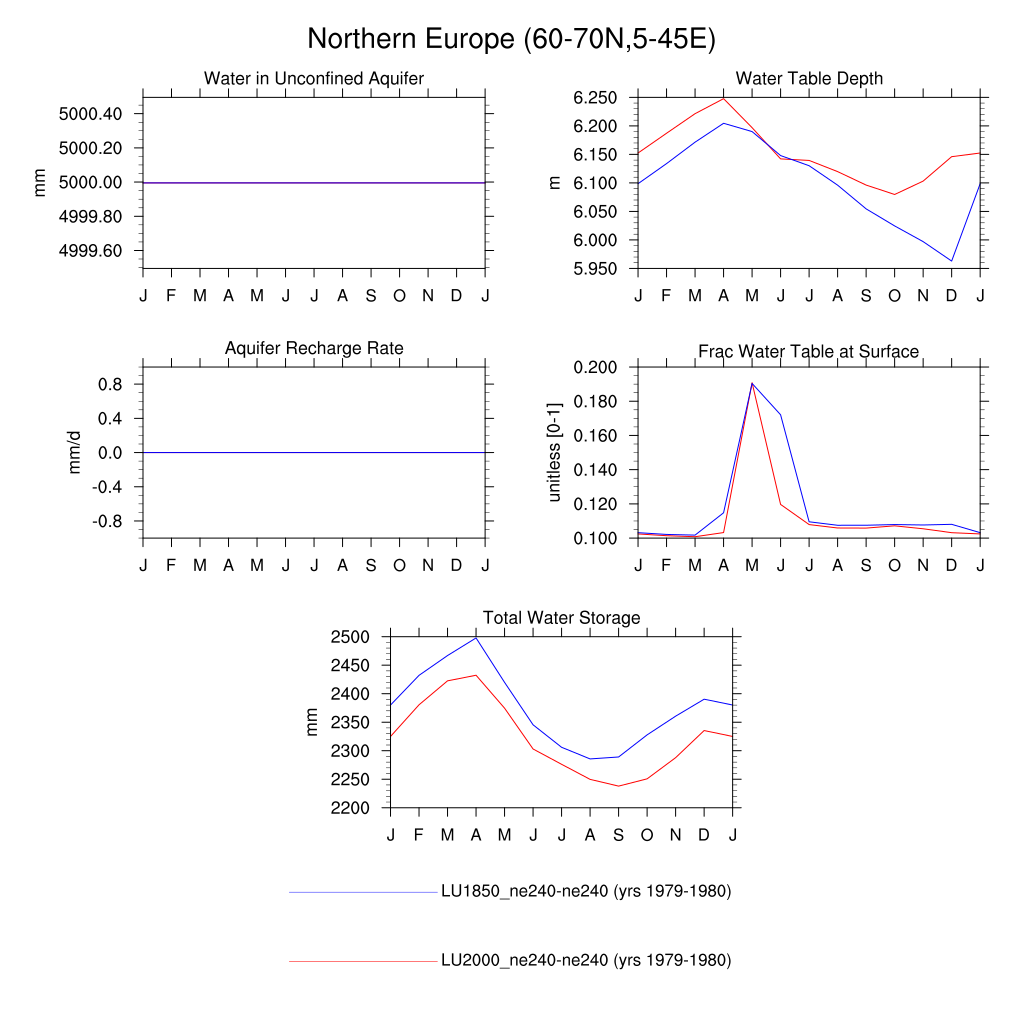 Northern Europe (60-70N,5-45E)
Water in Unconfined Aquifer
5000.40
5000.20
5000.00
4999.80
4999.60
mm
J F M A M J J A S O N D J
Water Table Depth
6.250
6.200
6.150
6.100
6.050
6.000
5.950
m
J F M A M J J A S O N D J
Aquifer Recharge Rate
0.8
0.4
0.0
-0.4
-0.8
mm/d
J F M A M J J A S O N D J
Frac Water Table at Surface
0.200
0.180
0.160
0.140
0.120
0.100
unitless [0-1]
J F M A M J J A S O N D J
Total Water Storage
2500
2450
2400
2350
2300
2250
2200
mm
J F M A M J J A S O N D J
LU1850_ne240-ne240 (yrs 1979-1980)
LU2000_ne240-ne240 (yrs 1979-1980)